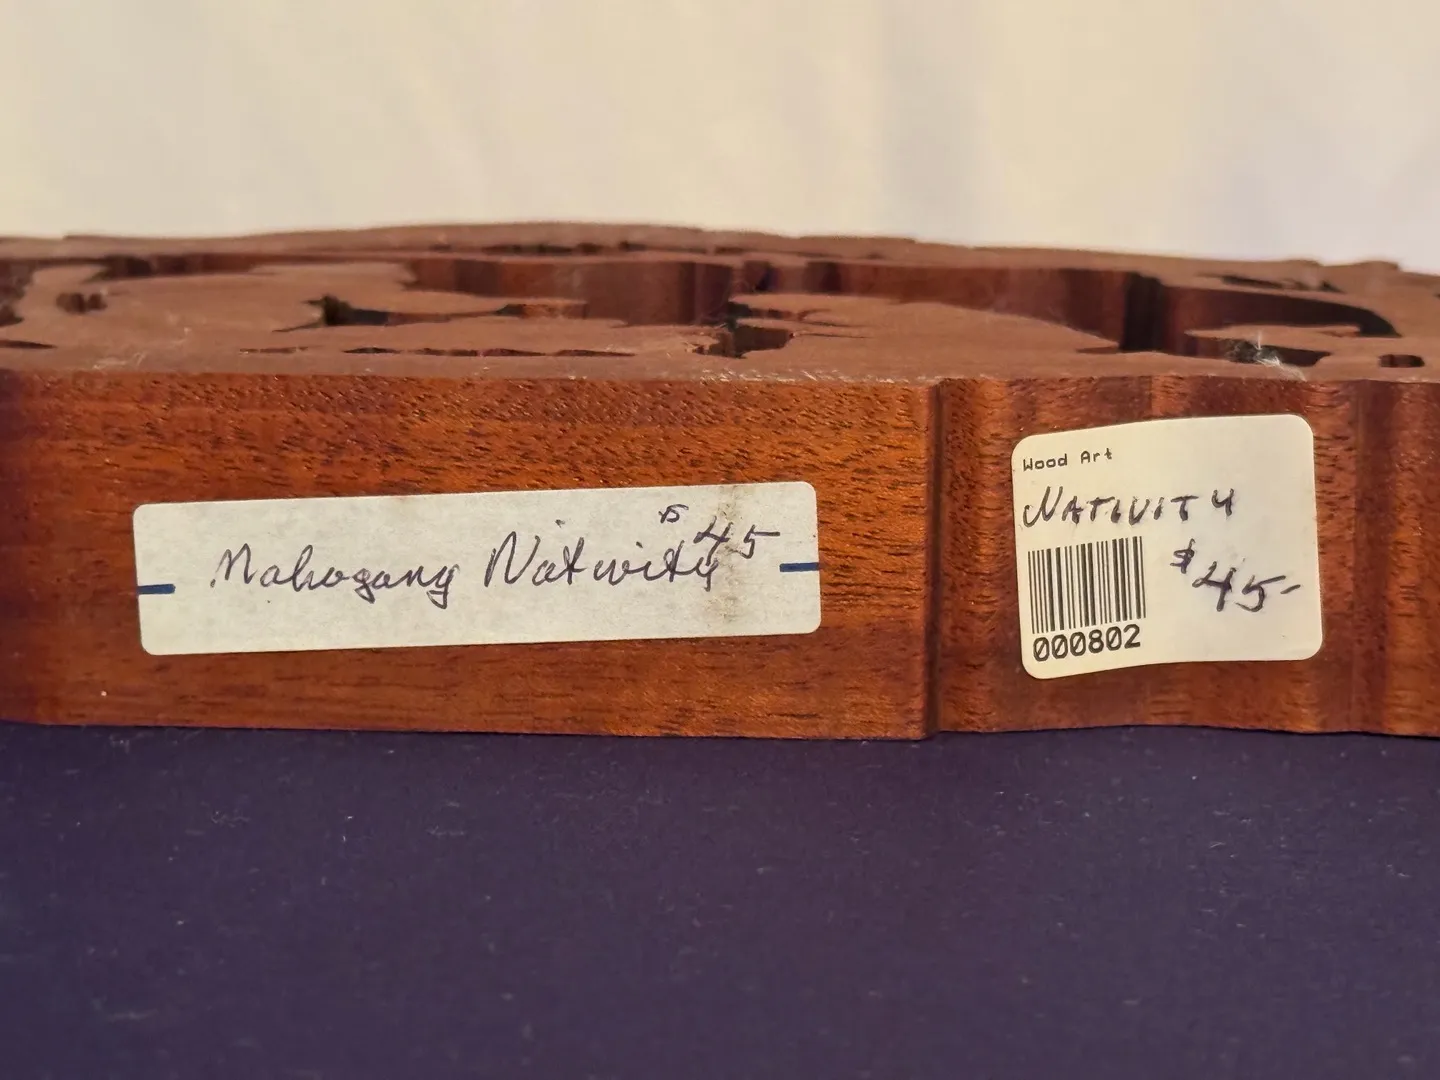 Mahogany Nativity $45
Wood Art
NATIVITY
$45-
000802